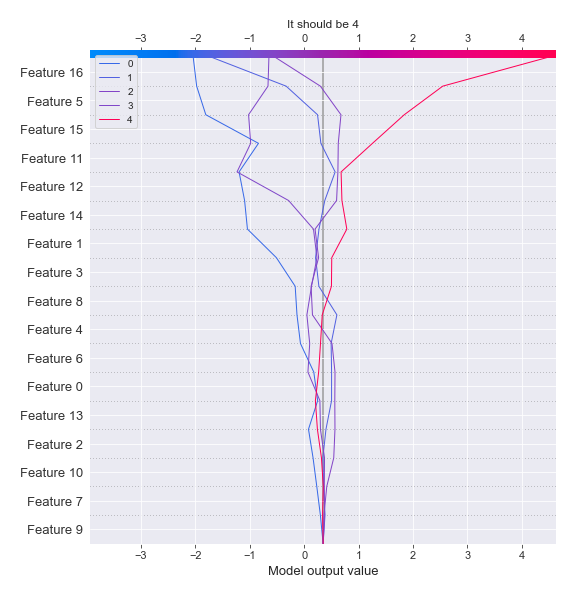 It should be 4
−3 −2 −1 0 1 2 3 4
0
1
2
3
4
Feature 16
Feature 5
Feature 15
Feature 11
Feature 12
Feature 14
Feature 1
Feature 3
Feature 8
Feature 4
Feature 6
Feature 0
Feature 13
Feature 2
Feature 10
Feature 7
Feature 9
−3 −2 −1 0 1 2 3 4
Model output value